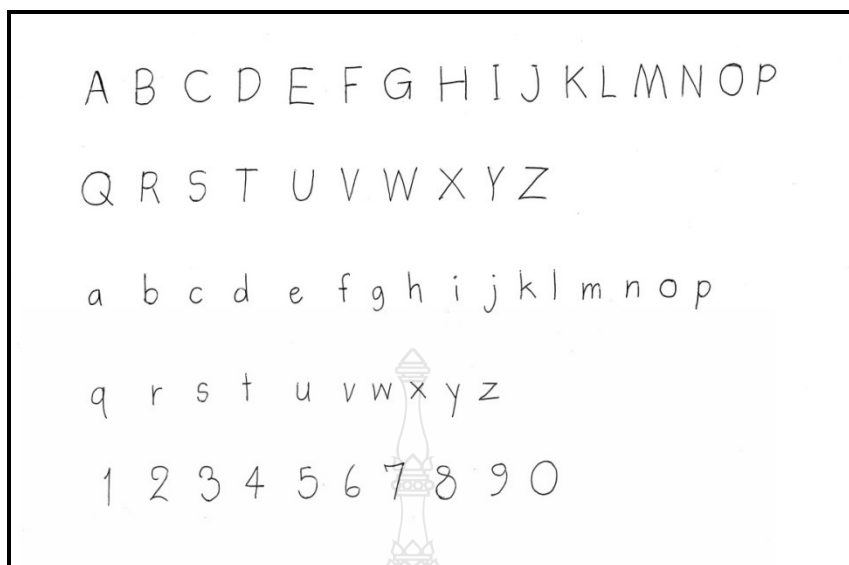 A B C D E F G H I J K L M N O P
Q R S T U V W X Y Z
a b c d e f g h i j k l m n o p
q r s t u v w x y z
1 2 3 4 5 6 7 8 9 0